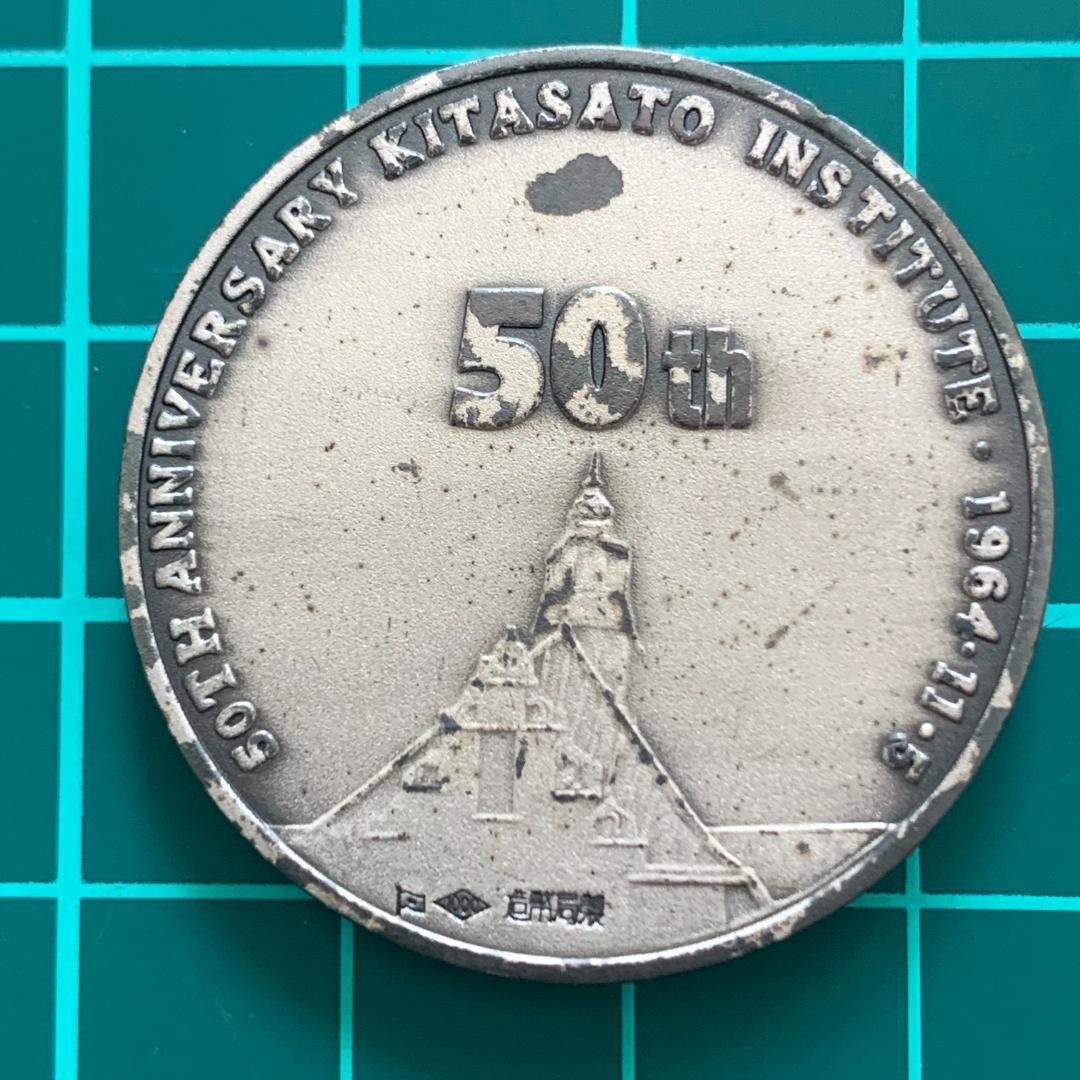 50TH ANNIVERSARY KITASATO INSTITUTE · 1964·11·5
50th
造幣局製